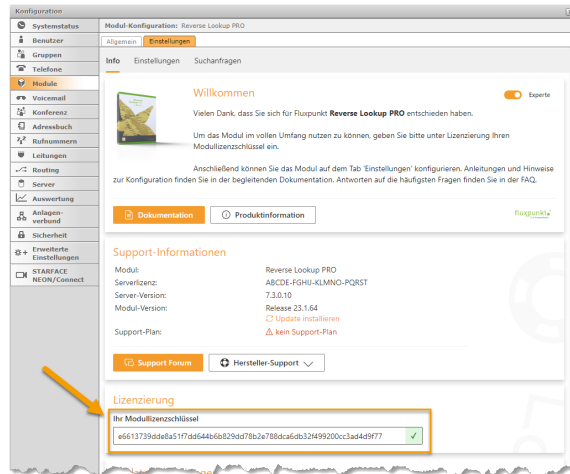 Konfiguration
Systemstatus
Benutzer
Gruppen
Telefone
Module
Voicemail
Konferenz
Adressbuch
Rufnummern
Leitungen
Routing
Server
Auswertung
Anlagen-
verbund
Sicherheit
Erweiterte
Einstellungen
STARFACE
NEON/Connect
Modul-Konfiguration: Reverse Lookup PRO
Allgemein Einstellungen
Info Einstellungen Suchanfragen
Willkommen
Experte
Vielen Dank, dass Sie sich für Fluxpunkt Reverse Lookup PRO entschieden haben.
Um das Modul im vollen Umfang nutzen zu können, geben Sie bitte unter Lizenzierung Ihren
Modullizenzschlüssel ein.
Anschließend können Sie das Modul auf dem Tab 'Einstellungen' konfigurieren. Anleitungen und Hinweise
zur Konfiguration finden Sie in der begleitenden Dokumentation. Antworten auf die häufigsten Fragen finden Sie in der FAQ.
Dokumentation Produktinformation
fluxpunkt
Support-Informationen
Modul: Reverse Lookup PRO
Serverlizenz: ABCDE-FGHIJ-KLMNO-PQRST
Server-Version: 7.3.0.10
Modul-Version: Release 23.1.64
Update installieren
Support-Plan: kein Support-Plan
Support Forum Hersteller-Support
Lizenzierung
Ihr Modullizenzschlüssel
e6613739dde8a51f7dd644b6b829dd78b2e788dca6db32f499200cc3ad4d9f77